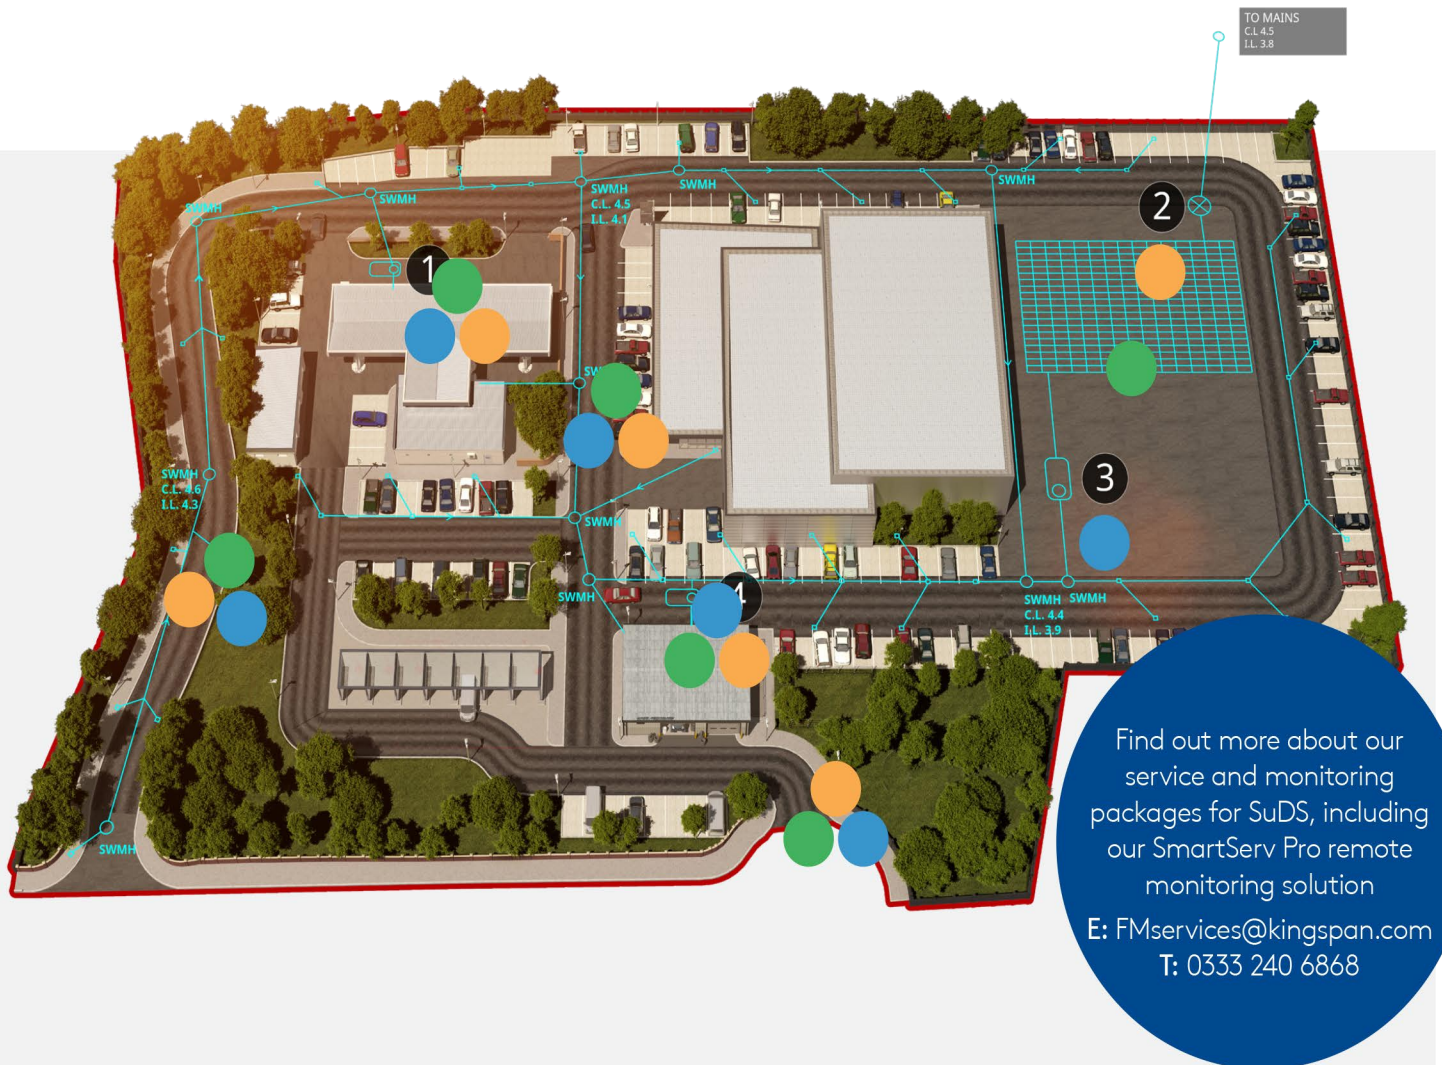 TO MAINS
C.L 4.5
I.L. 3.8
SWMH
SWMH
SWMH
C.L. 4.5
I.L. 4.1
SWMH
SWMH
2
1
SWMH
C.L. 4.6
I.L. 4.3
3
SWMH
SWMH
4
SWMH
C.L. 4.4
I.L. 3.9
SWMH
SWMH
Find out more about our
service and monitoring
packages for SuDS, including
our SmartServ Pro remote
monitoring solution
E: FMservices@kingspan.com
T: 0333 240 6868